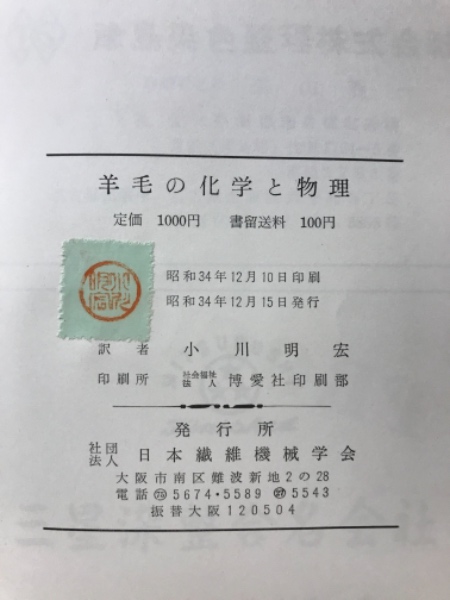 羊毛の化学と物理
定価 1000円 書留送料 100円
昭和34年12月10日印刷
昭和34年12月15日発行
訳者 小川明宏
印刷所 社会福祉法人 博愛社印刷部
発行所
社団法人 日本繊維機械学会
大阪市南区難波新地2の28
電話 5674・5589 5543
振替大阪120504